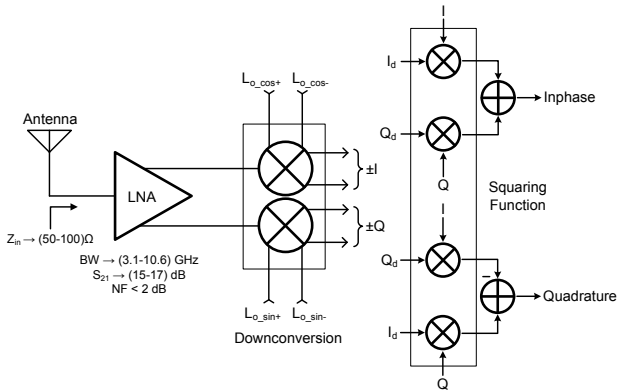 Antenna
Z_in → (50-100)Ω
LNA
BW → (3.1-10.6) GHz
S_21 → (15-17) dB
NF < 2 dB
L_o_cos+
L_o_cos-
±I
±Q
L_o_sin+
L_o_sin-
Downconversion
I
I_d
Q_d
Q
Inphase
Squaring
Function
I
Q_d
I_d
Q
−
Quadrature